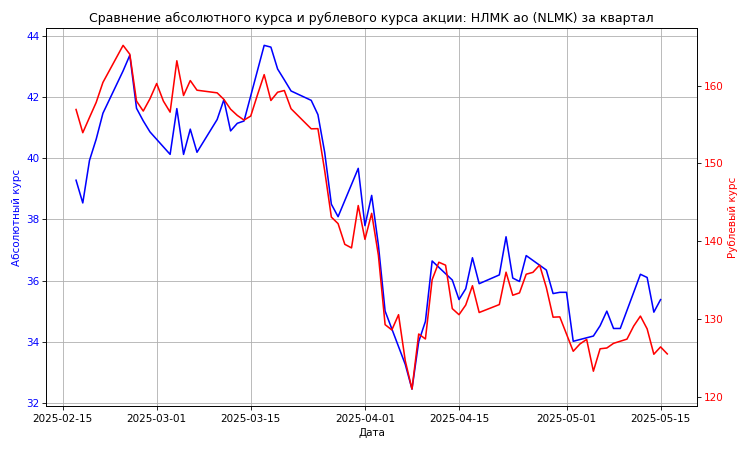 Сравнение абсолютного курса и рублевого курса акции: НЛМК ао (NLMK) за квартал
44
42
40
38
36
34
32
Абсолютный курс
160
150
140
130
120
Рублевый курс
2025-02-15 2025-03-01 2025-03-15 2025-04-01 2025-04-15 2025-05-01 2025-05-15
Дата